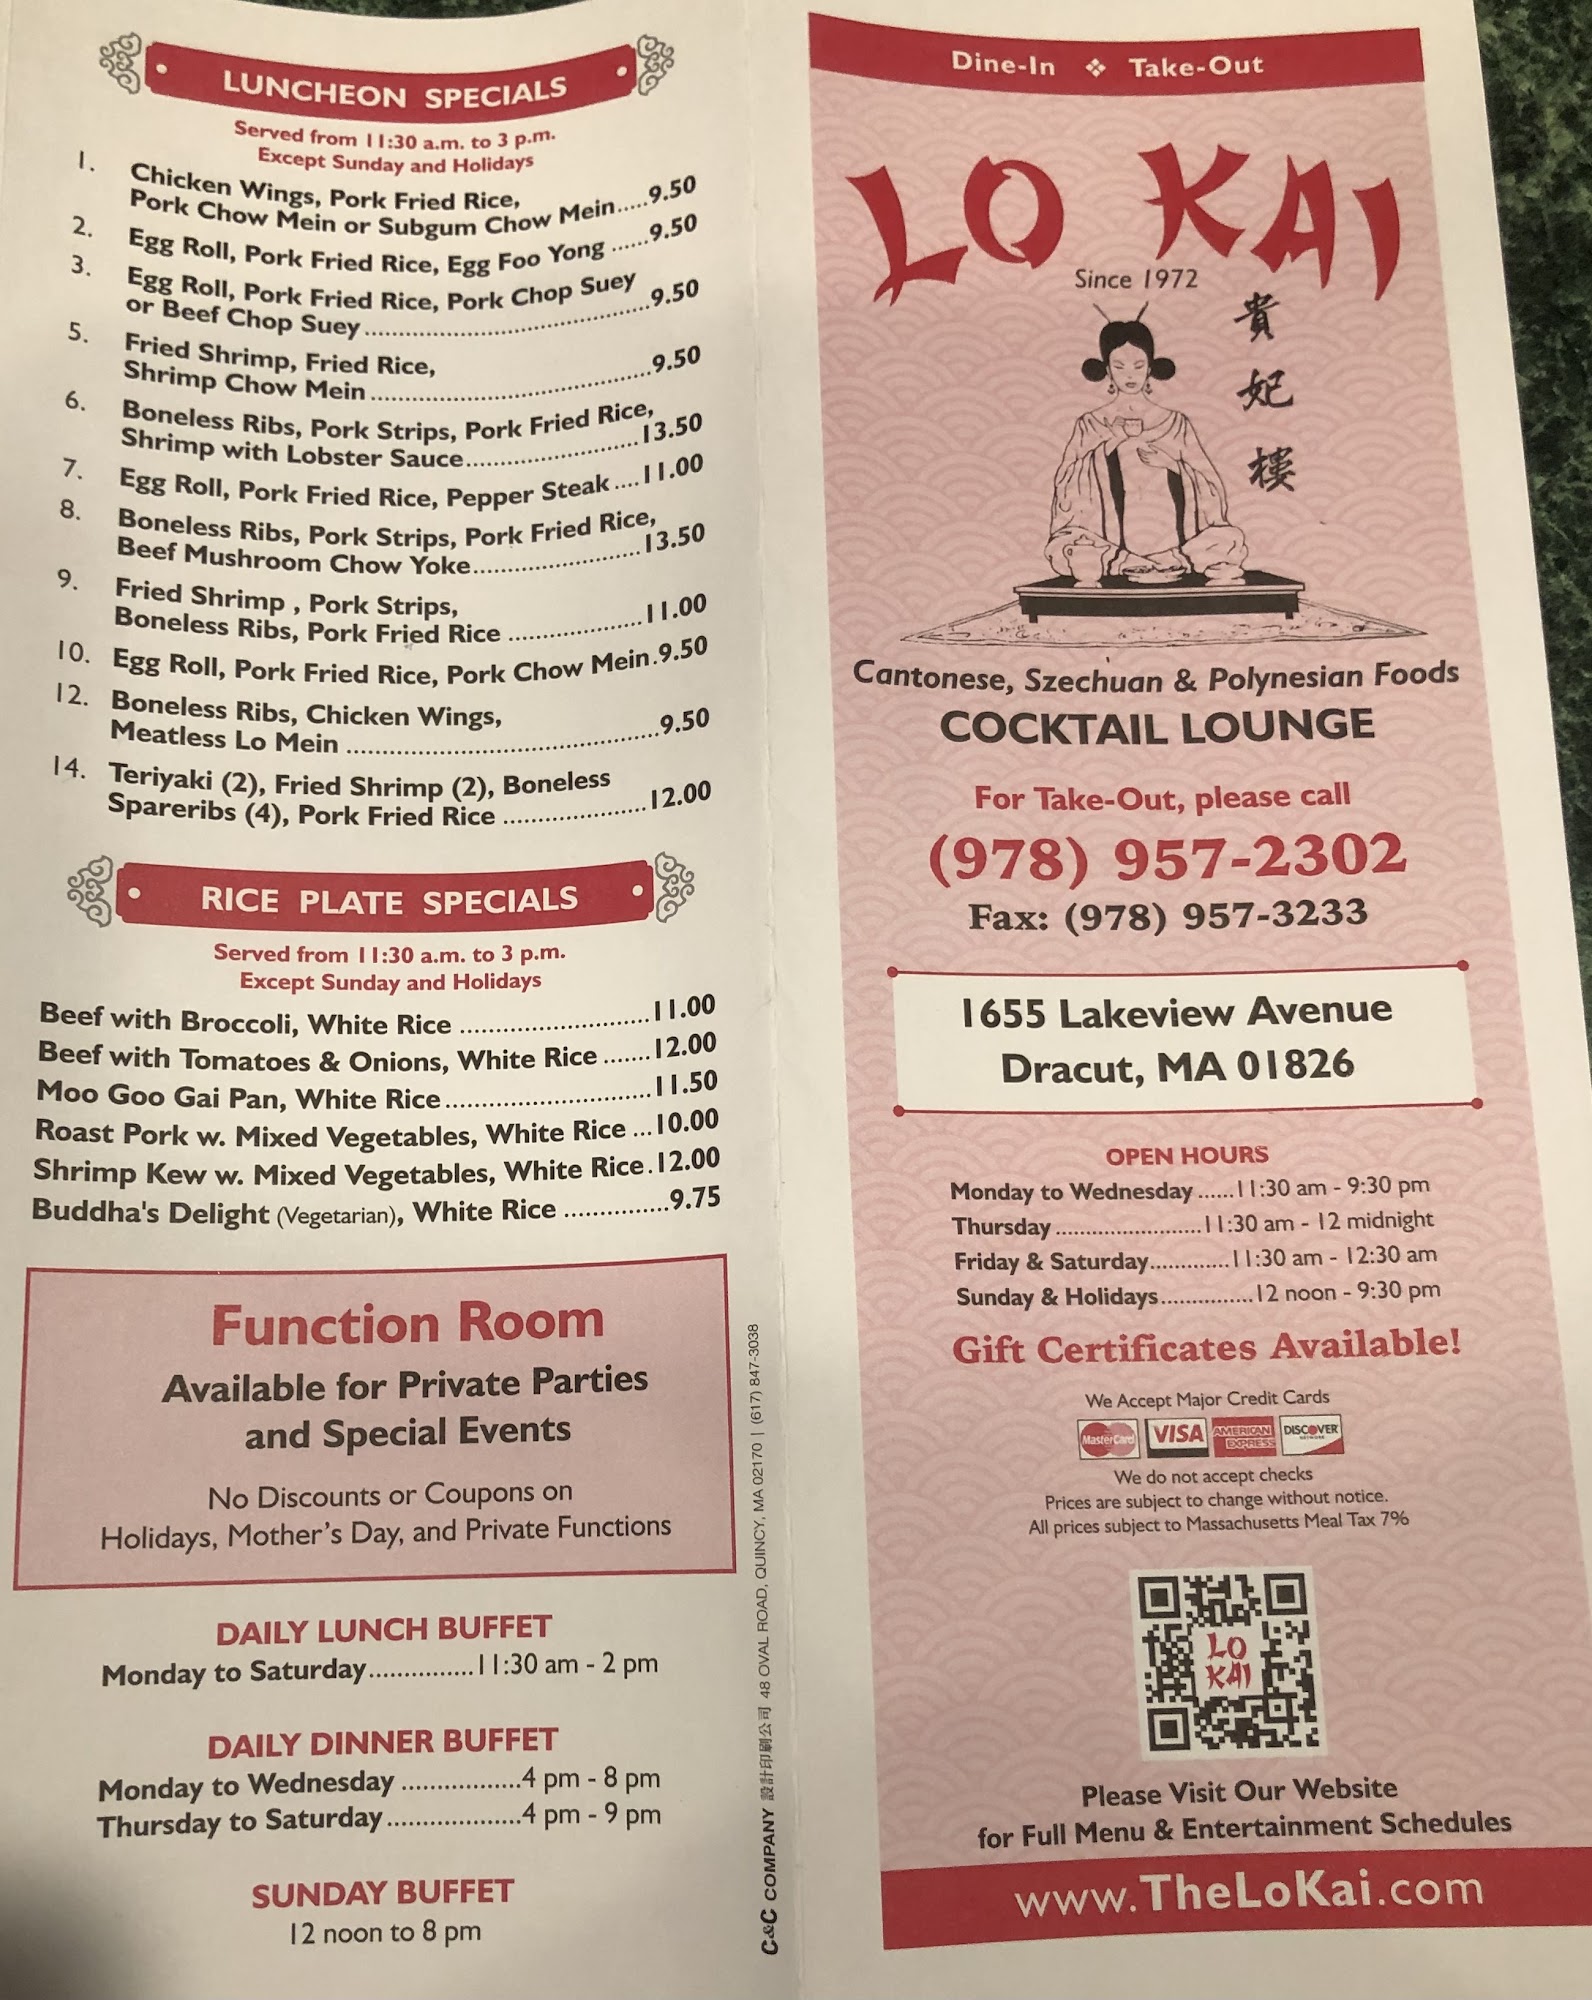 LUNCHEON SPECIALS
Served from 11:30 a.m. to 3 p.m.
Except Sunday and Holidays
1. Chicken Wings, Pork Fried Rice,
Pork Chow Mein or Subgum Chow Mein.....9.50
2. Egg Roll, Pork Fried Rice, Egg Foo Yong ......9.50
3. Egg Roll, Pork Fried Rice, Pork Chop Suey
or Beef Chop Suey.....................................9.50
5. Fried Shrimp, Fried Rice,
Shrimp Chow Mein.....................................9.50
6. Boneless Ribs, Pork Strips, Pork Fried Rice,
Shrimp with Lobster Sauce.......................13.50
7. Egg Roll, Pork Fried Rice, Pepper Steak....11.00
8. Boneless Ribs, Pork Strips, Pork Fried Rice,
Beef Mushroom Chow Yoke......................13.50
9. Fried Shrimp , Pork Strips,
Boneless Ribs, Pork Fried Rice .................11.00
10. Egg Roll, Pork Fried Rice, Pork Chow Mein.9.50
12. Boneless Ribs, Chicken Wings,
Meatless Lo Mein ........................................9.50
14. Teriyaki (2), Fried Shrimp (2), Boneless
Spareribs (4), Pork Fried Rice ..................12.00
RICE PLATE SPECIALS
Served from 11:30 a.m. to 3 p.m.
Except Sunday and Holidays
Beef with Broccoli, White Rice ........................11.00
Beef with Tomatoes & Onions, White Rice .......12.00
Moo Goo Gai Pan, White Rice..........................11.50
Roast Pork w. Mixed Vegetables, White Rice ...10.00
Shrimp Kew w. Mixed Vegetables, White Rice.12.00
Buddha's Delight (Vegetarian), White Rice ...............9.75
Function Room
Available for Private Parties
and Special Events
No Discounts or Coupons on
Holidays, Mother's Day, and Private Functions
DAILY LUNCH BUFFET
Monday to Saturday...............11:30 am - 2 pm
DAILY DINNER BUFFET
Monday to Wednesday .................4 pm - 8 pm
Thursday to Saturday...................4 pm - 9 pm
SUNDAY BUFFET
12 noon to 8 pm
C&C COMPANY 設計印刷公司 48 OVAL ROAD, QUINCY, MA 02170 | (617) 847-3038
Dine-In ❖ Take-Out
LO KAI
Since 1972
貴妃樓
Cantonese, Szechuan & Polynesian Foods
COCKTAIL LOUNGE
For Take-Out, please call
(978) 957-2302
Fax: (978) 957-3233
1655 Lakeview Avenue
Dracut, MA 01826
OPEN HOURS
Monday to Wednesday ......11:30 am - 9:30 pm
Thursday ........................11:30 am - 12 midnight
Friday & Saturday.............11:30 am - 12:30 am
Sunday & Holidays...............12 noon - 9:30 pm
Gift Certificates Available!
We Accept Major Credit Cards
MasterCard VISA AMERICAN EXPRESS DISCOVER NETWORK
We do not accept checks
Prices are subject to change without notice.
All prices subject to Massachusetts Meal Tax 7%
LO
KAI
Please Visit Our Website
for Full Menu & Entertainment Schedules
www.TheLoKai.com